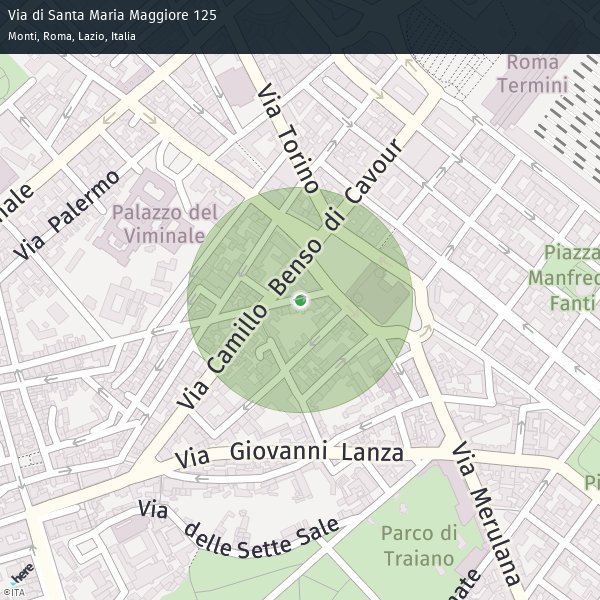 Via di Santa Maria Maggiore 125
Monti, Roma, Lazio, Italia
Roma
Termini
Via Torino
Via Palermo
Palazzo del
Viminale
nale
Via Camillo Benso di Cavour
Piazza
Manfred
Fanti
Via Giovanni Lanza
Via Merulana
Via delle Sette Sale
Parco di
Traiano
Pi
nate
here
©ITA